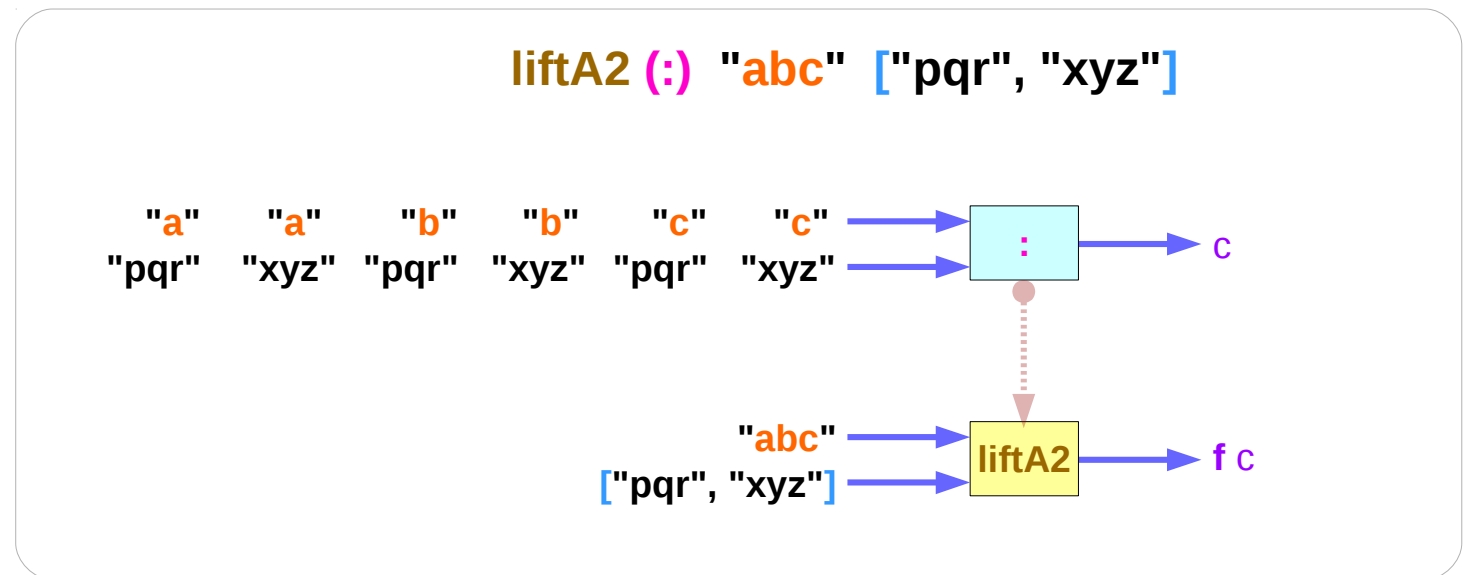 liftA2 (:) "abc" ["pqr", "xyz"]
"a" "a" "b" "b" "c" "c"
"pqr" "xyz" "pqr" "xyz" "pqr" "xyz"
: c
"abc"
["pqr", "xyz"]
liftA2 f c